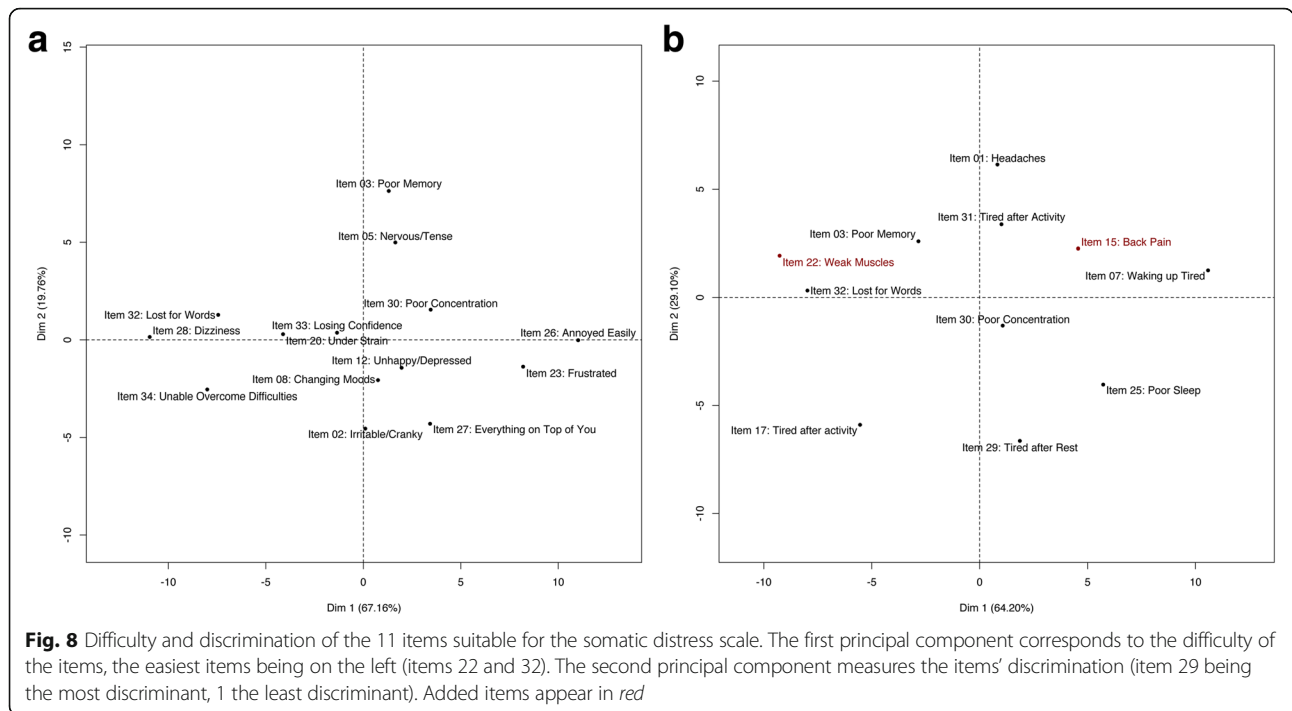 a
15
10
5
0
-5
-10
Dim 2 (19.76%)
Item 03: Poor Memory
Item 05: Nervous/Tense
Item 30: Poor Concentration
Item 32: Lost for Words
Item 33: Losing Confidence
Item 28: Dizziness
Item 26: Annoyed Easily
Item 20: Under Strain
Item 12: Unhappy/Depressed
Item 23: Frustrated
Item 08: Changing Moods
Item 34: Unable Overcome Difficulties
Item 02: Irritable/Cranky
Item 27: Everything on Top of You
-10 -5 0 5 10
Dim 1 (67.16%)
b
10
5
0
-5
-10
Dim 2 (29.10%)
Item 01: Headaches
Item 31: Tired after Activity
Item 03: Poor Memory
Item 15: Back Pain
Item 22: Weak Muscles
Item 07: Waking up Tired
Item 32: Lost for Words
Item 30: Poor Concentration
Item 25: Poor Sleep
Item 17: Tired after activity
Item 29: Tired after Rest
-10 -5 0 5 10
Dim 1 (64.20%)
Fig. 8 Difficulty and discrimination of the 11 items suitable for the somatic distress scale. The first principal component corresponds to the difficulty of
the items, the easiest items being on the left (items 22 and 32). The second principal component measures the items' discrimination (item 29 being
the most discriminant, 1 the least discriminant). Added items appear in red